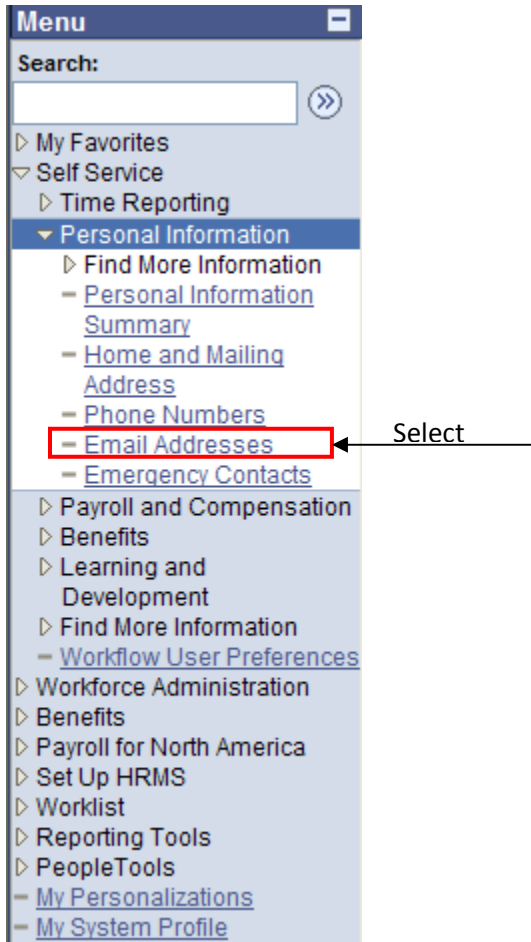 Menu
Search:
My Favorites
Self Service
Time Reporting
Personal Information
Find More Information
Personal Information
Summary
Home and Mailing
Address
Phone Numbers
Email Addresses
Select
Emergency Contacts
Payroll and Compensation
Benefits
Learning and
Development
Find More Information
Workflow User Preferences
Workforce Administration
Benefits
Payroll for North America
Set Up HRMS
Worklist
Reporting Tools
PeopleTools
My Personalizations
My System Profile